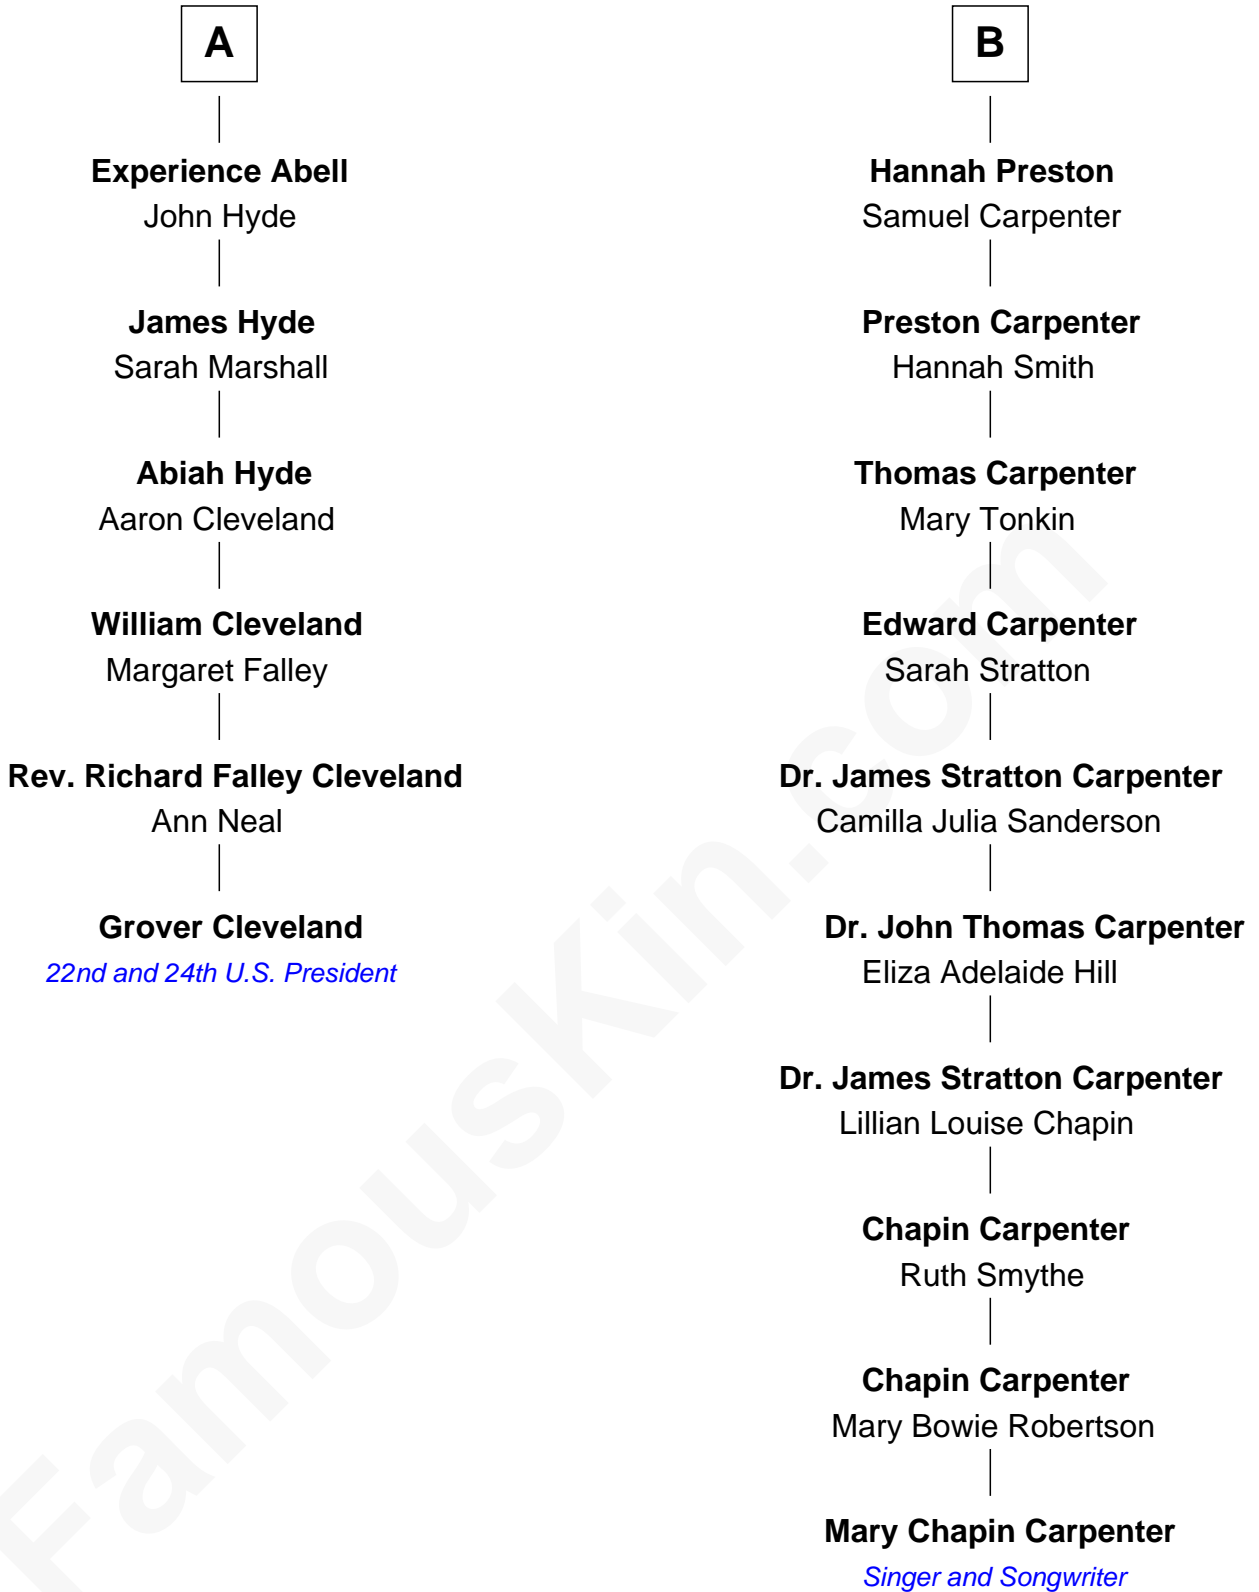 A
Experience Abell
John Hyde
James Hyde
Sarah Marshall
Abiah Hyde
Aaron Cleveland
William Cleveland
Margaret Falley
Rev. Richard Falley Cleveland
Ann Neal
Grover Cleveland
22nd and 24th U.S. President
B
Hannah Preston
Samuel Carpenter
Preston Carpenter
Hannah Smith
Thomas Carpenter
Mary Tonkin
Edward Carpenter
Sarah Stratton
Dr. James Stratton Carpenter
Camilla Julia Sanderson
Dr. John Thomas Carpenter
Eliza Adelaide Hill
Dr. James Stratton Carpenter
Lillian Louise Chapin
Chapin Carpenter
Ruth Smythe
Chapin Carpenter
Mary Bowie Robertson
Mary Chapin Carpenter
Singer and Songwriter
FamousKin.com